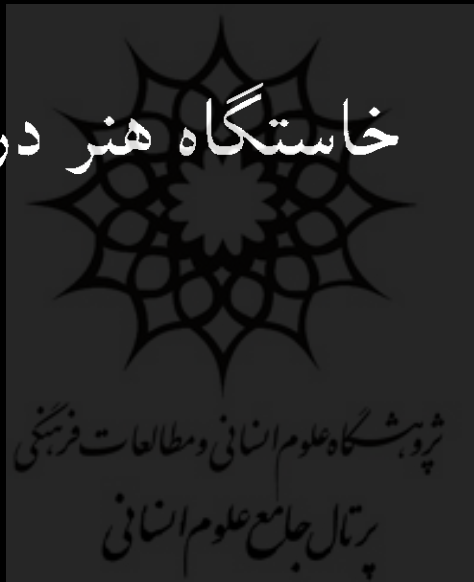 خاستگاه هنر در
پژوهشگاه علوم انسانی و مطالعات فرهنگی
پرتال جامع علوم انسانی